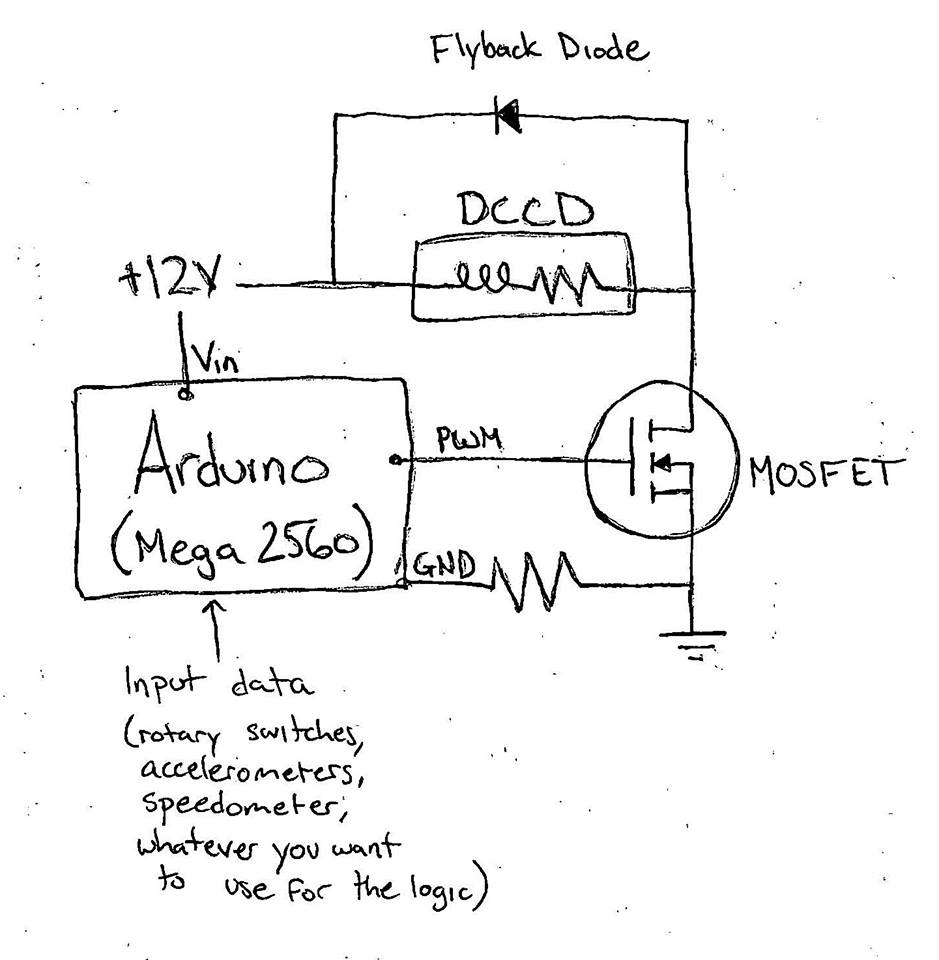 Flyback Diode
DCCD
+12V
Vin
Arduino
(Mega 2560)
PWM
MOSFET
GND
Input data
(rotary switches,
accelerometers,
speedometer,
whatever you want
to use for the logic)